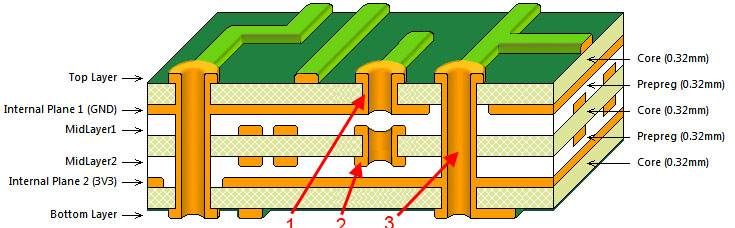 Top Layer
Internal Plane 1 (GND)
MidLayer1
MidLayer2
Internal Plane 2 (3V3)
Bottom Layer
Core (0.32mm)
Prepreg (0.32mm)
Core (0.32mm)
Prepreg (0.32mm)
Core (0.32mm)
1
2
3